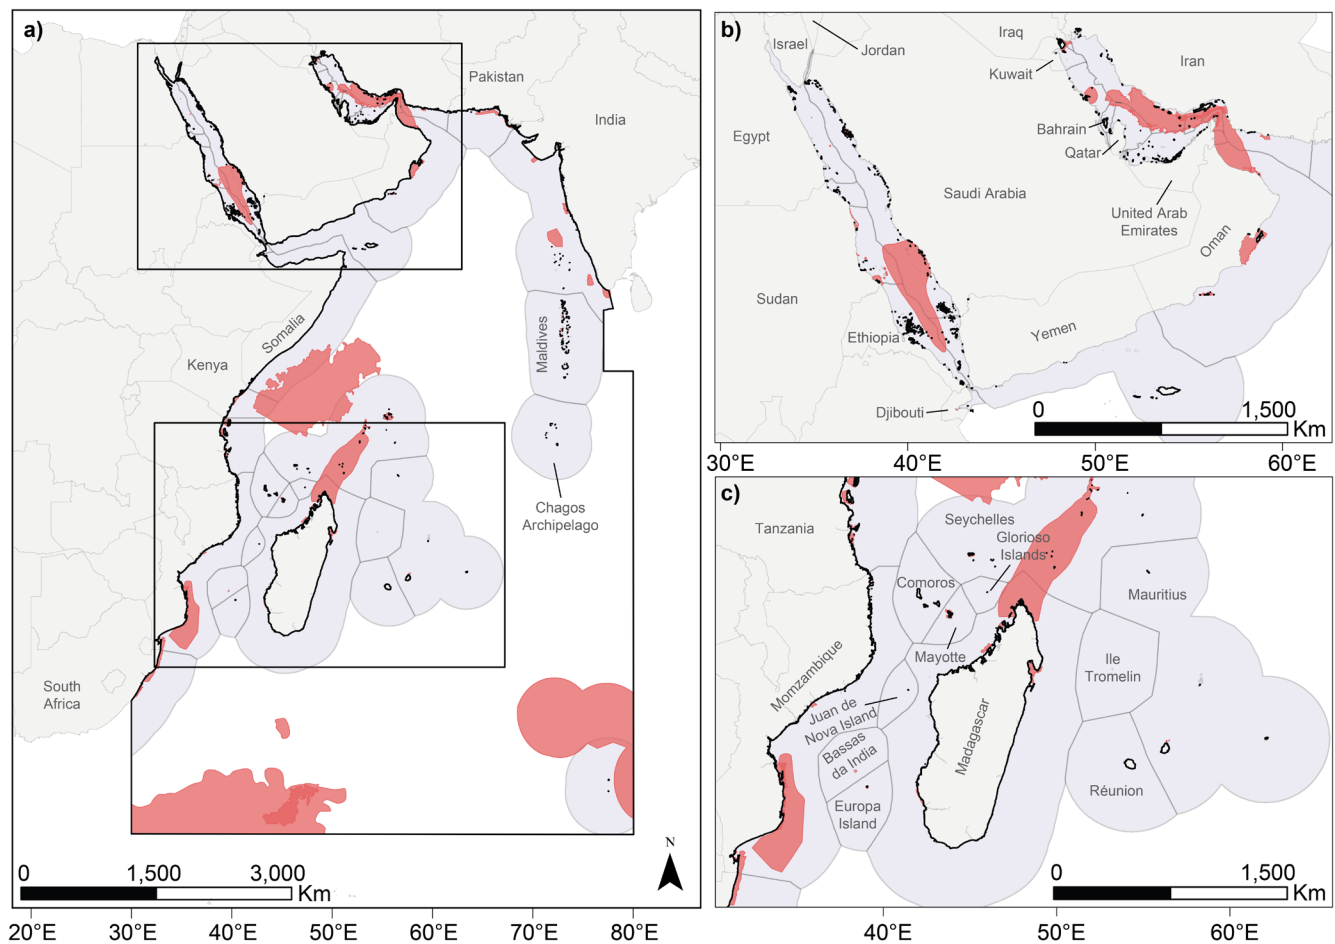 a)
Pakistan
India
Somalia
Kenya
Maldives
Chagos
Archipelago
South
Africa
N
0
1,500
3,000
Km
20°E
30°E
40°E
50°E
60°E
70°E
80°E
b)
Israel
Jordan
Iraq
Kuwait
Iran
Egypt
Bahrain
Qatar
Saudi Arabia
United Arab
Emirates
Oman
Sudan
Ethiopia
Yemen
Djibouti
0
1,500
Km
30°E
40°E
50°E
60°E
c)
Tanzania
Seychelles
Glorioso
Islands
Comoros
Mauritius
Mayotte
Momzambique
Ile
Tromelin
Juan de
Nova Island
Madagascar
Bassas
da India
Réunion
Europa
Island
0
1,500
Km
40°E
50°E
60°E